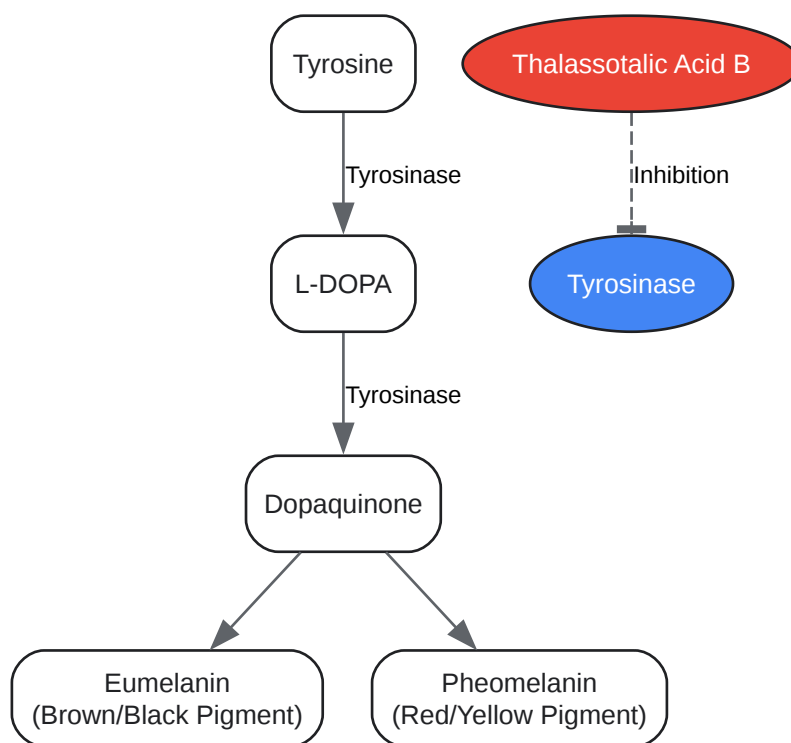 Tyrosine
Thalassotalic Acid B
Tyrosinase
Inhibition
L-DOPA
Tyrosinase
Tyrosinase
Dopaquinone
Eumelanin
(Brown/Black Pigment)
Pheomelanin
(Red/Yellow Pigment)